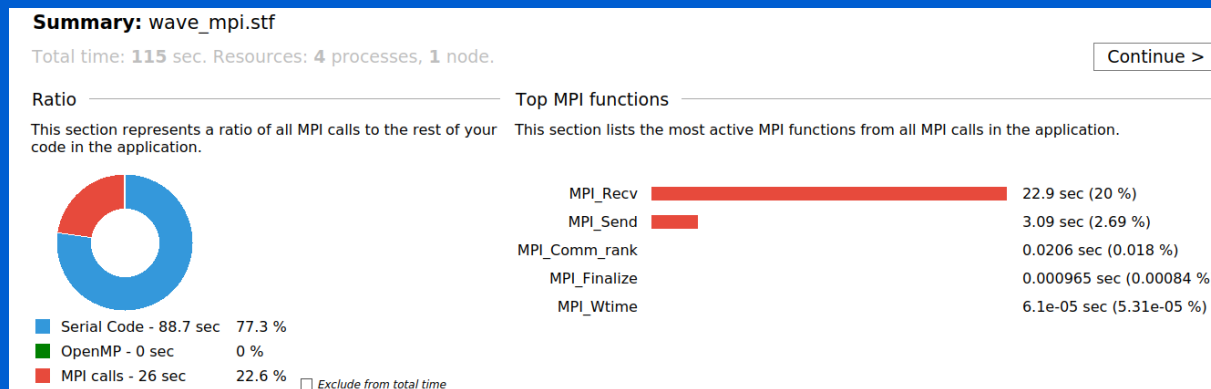 Summary: wave_mpi.stf
Total time: 115 sec. Resources: 4 processes, 1 node.
Continue >
Ratio
This section represents a ratio of all MPI calls to the rest of your
code in the application.
Serial Code - 88.7 sec 77.3 %
OpenMP - 0 sec 0 %
MPI calls - 26 sec 22.6 %
Exclude from total time
Top MPI functions
This section lists the most active MPI functions from all MPI calls in the application.
MPI_Recv 22.9 sec (20 %)
MPI_Send 3.09 sec (2.69 %)
MPI_Comm_rank 0.0206 sec (0.018 %)
MPI_Finalize 0.000965 sec (0.00084 %
MPI_Wtime 6.1e-05 sec (5.31e-05 %)